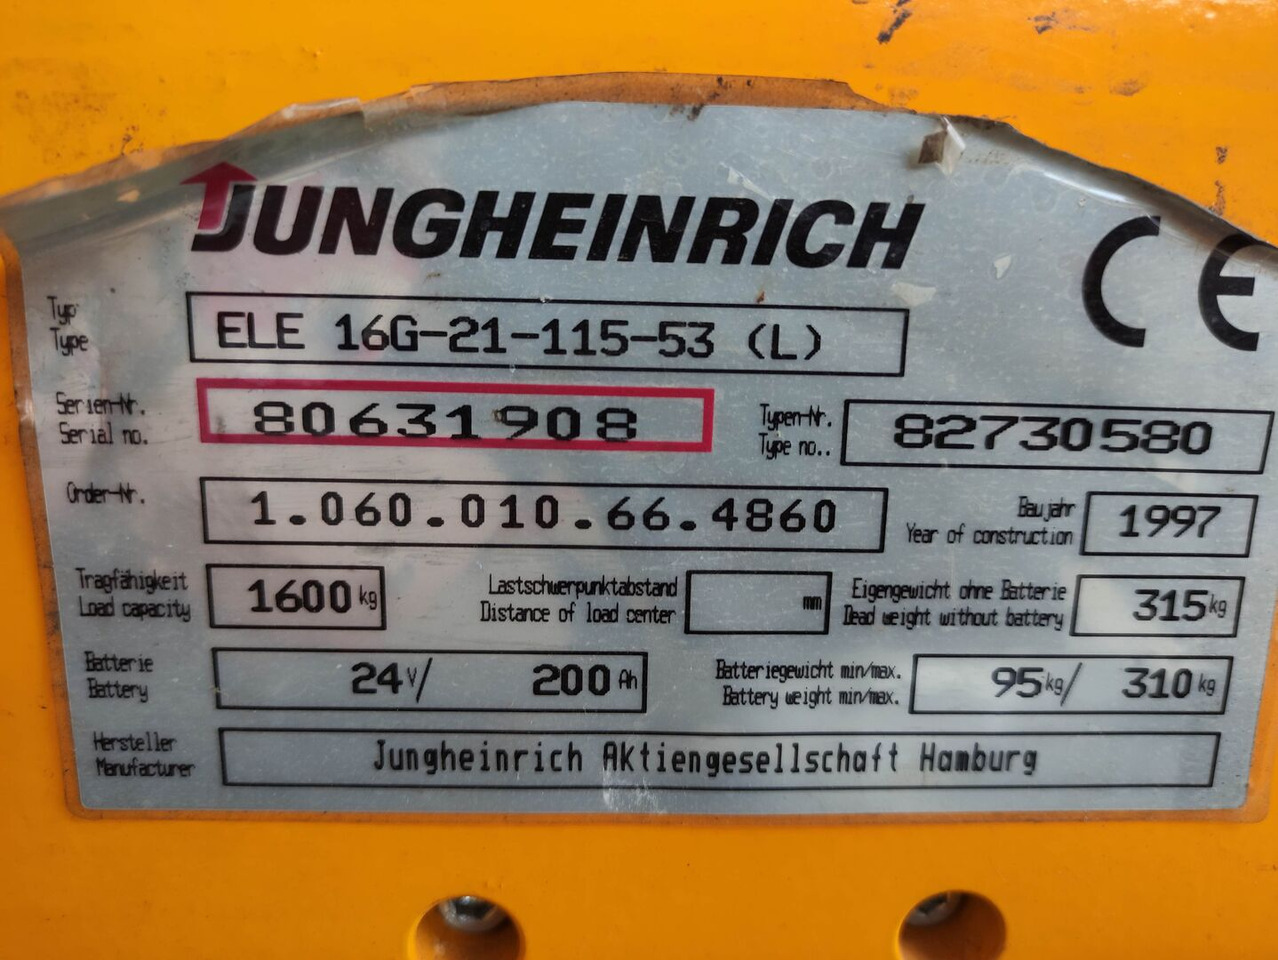 JUNGHEINRICH
CE
Typ
Type
ELE 16G-21-115-53 (L)
Serien-Nr.
Serial no.
80631908
Typen-Nr.
Type no..
82730580
Order-Nr.
1.060.010.66.4860
Baujahr
Year of construction
1997
Tragfähigkeit
Load capacity
1600 kg
Lastschwerpunktabstand
Distance of load center
mm
Eigengewicht ohne Batterie
Dead weight without battery
315 kg
Batterie
Battery
24 V/ 200 Ah
Batteriegewicht min/max.
Battery weight min/max.
95 kg/ 310 kg
Hersteller
Manufacturer
Jungheinrich AKtiengesellschaft Hamburg